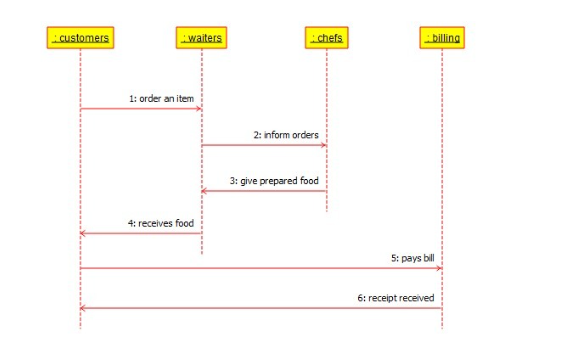 : customers
: waiters
: chefs
: billing
1: order an item
2: inform orders
3: give prepared food
4: receives food
5: pays bill
6: receipt received